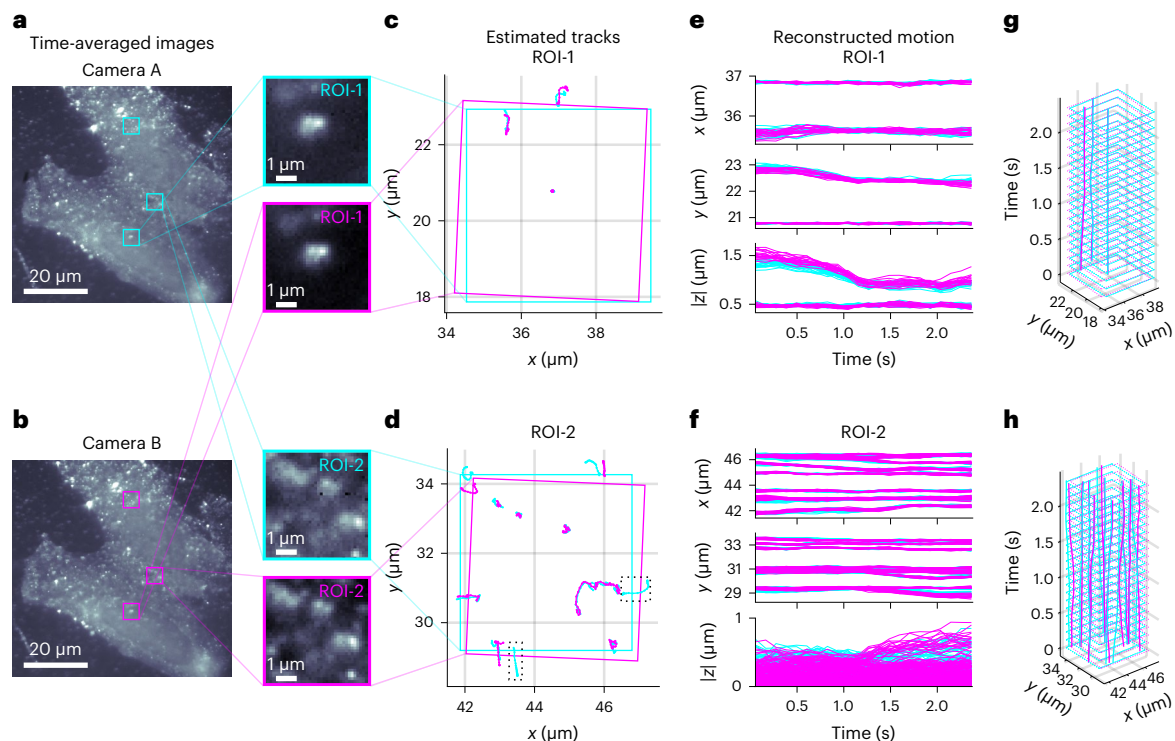 a
Time-averaged images
Camera A
20 µm
ROI-1
1 µm
ROI-1
1 µm
c
Estimated tracks
ROI-1
y (µm)
22
20
18
34
36
38
x (µm)
e
Reconstructed motion
ROI-1
x (µm)
37
36
y (µm)
23
22
21
|z| (µm)
1.5
0.5
0.5
1.0
1.5
2.0
Time (s)
g
Time (s)
2.0
1.5
1.0
0.5
0
22
20
18
y (µm)
34
36
38
x (µm)
b
Camera B
20 µm
ROI-2
1 µm
ROI-2
1 µm
d
ROI-2
y (µm)
34
32
30
42
44
46
x (µm)
f
ROI-2
x (µm)
46
44
42
y (µm)
33
31
29
|z| (µm)
1
0
0.5
1.0
1.5
2.0
Time (s)
h
Time (s)
2.0
1.5
1.0
0.5
0
34
32
30
y (µm)
42
44
46
x (µm)